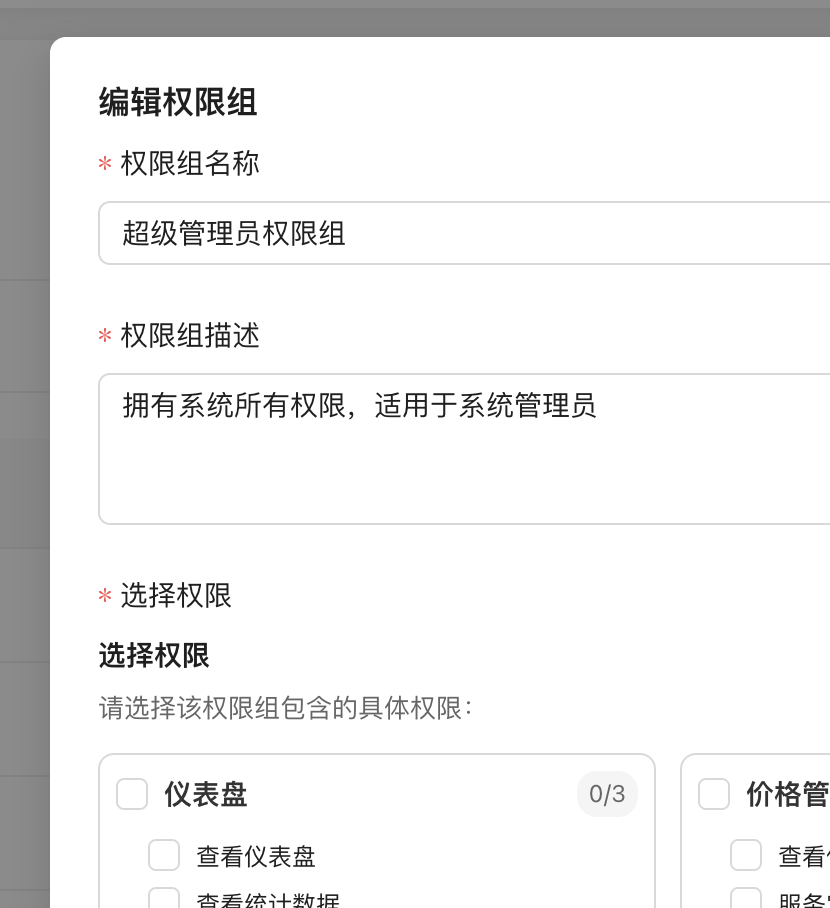 编辑权限组
* 权限组名称
超级管理员权限组
* 权限组描述
拥有系统所有权限，适用于系统管理员
* 选择权限
选择权限
请选择该权限组包含的具体权限：
仪表盘 0/3 价格管
查看仪表盘 查看
查看统计数据 服务